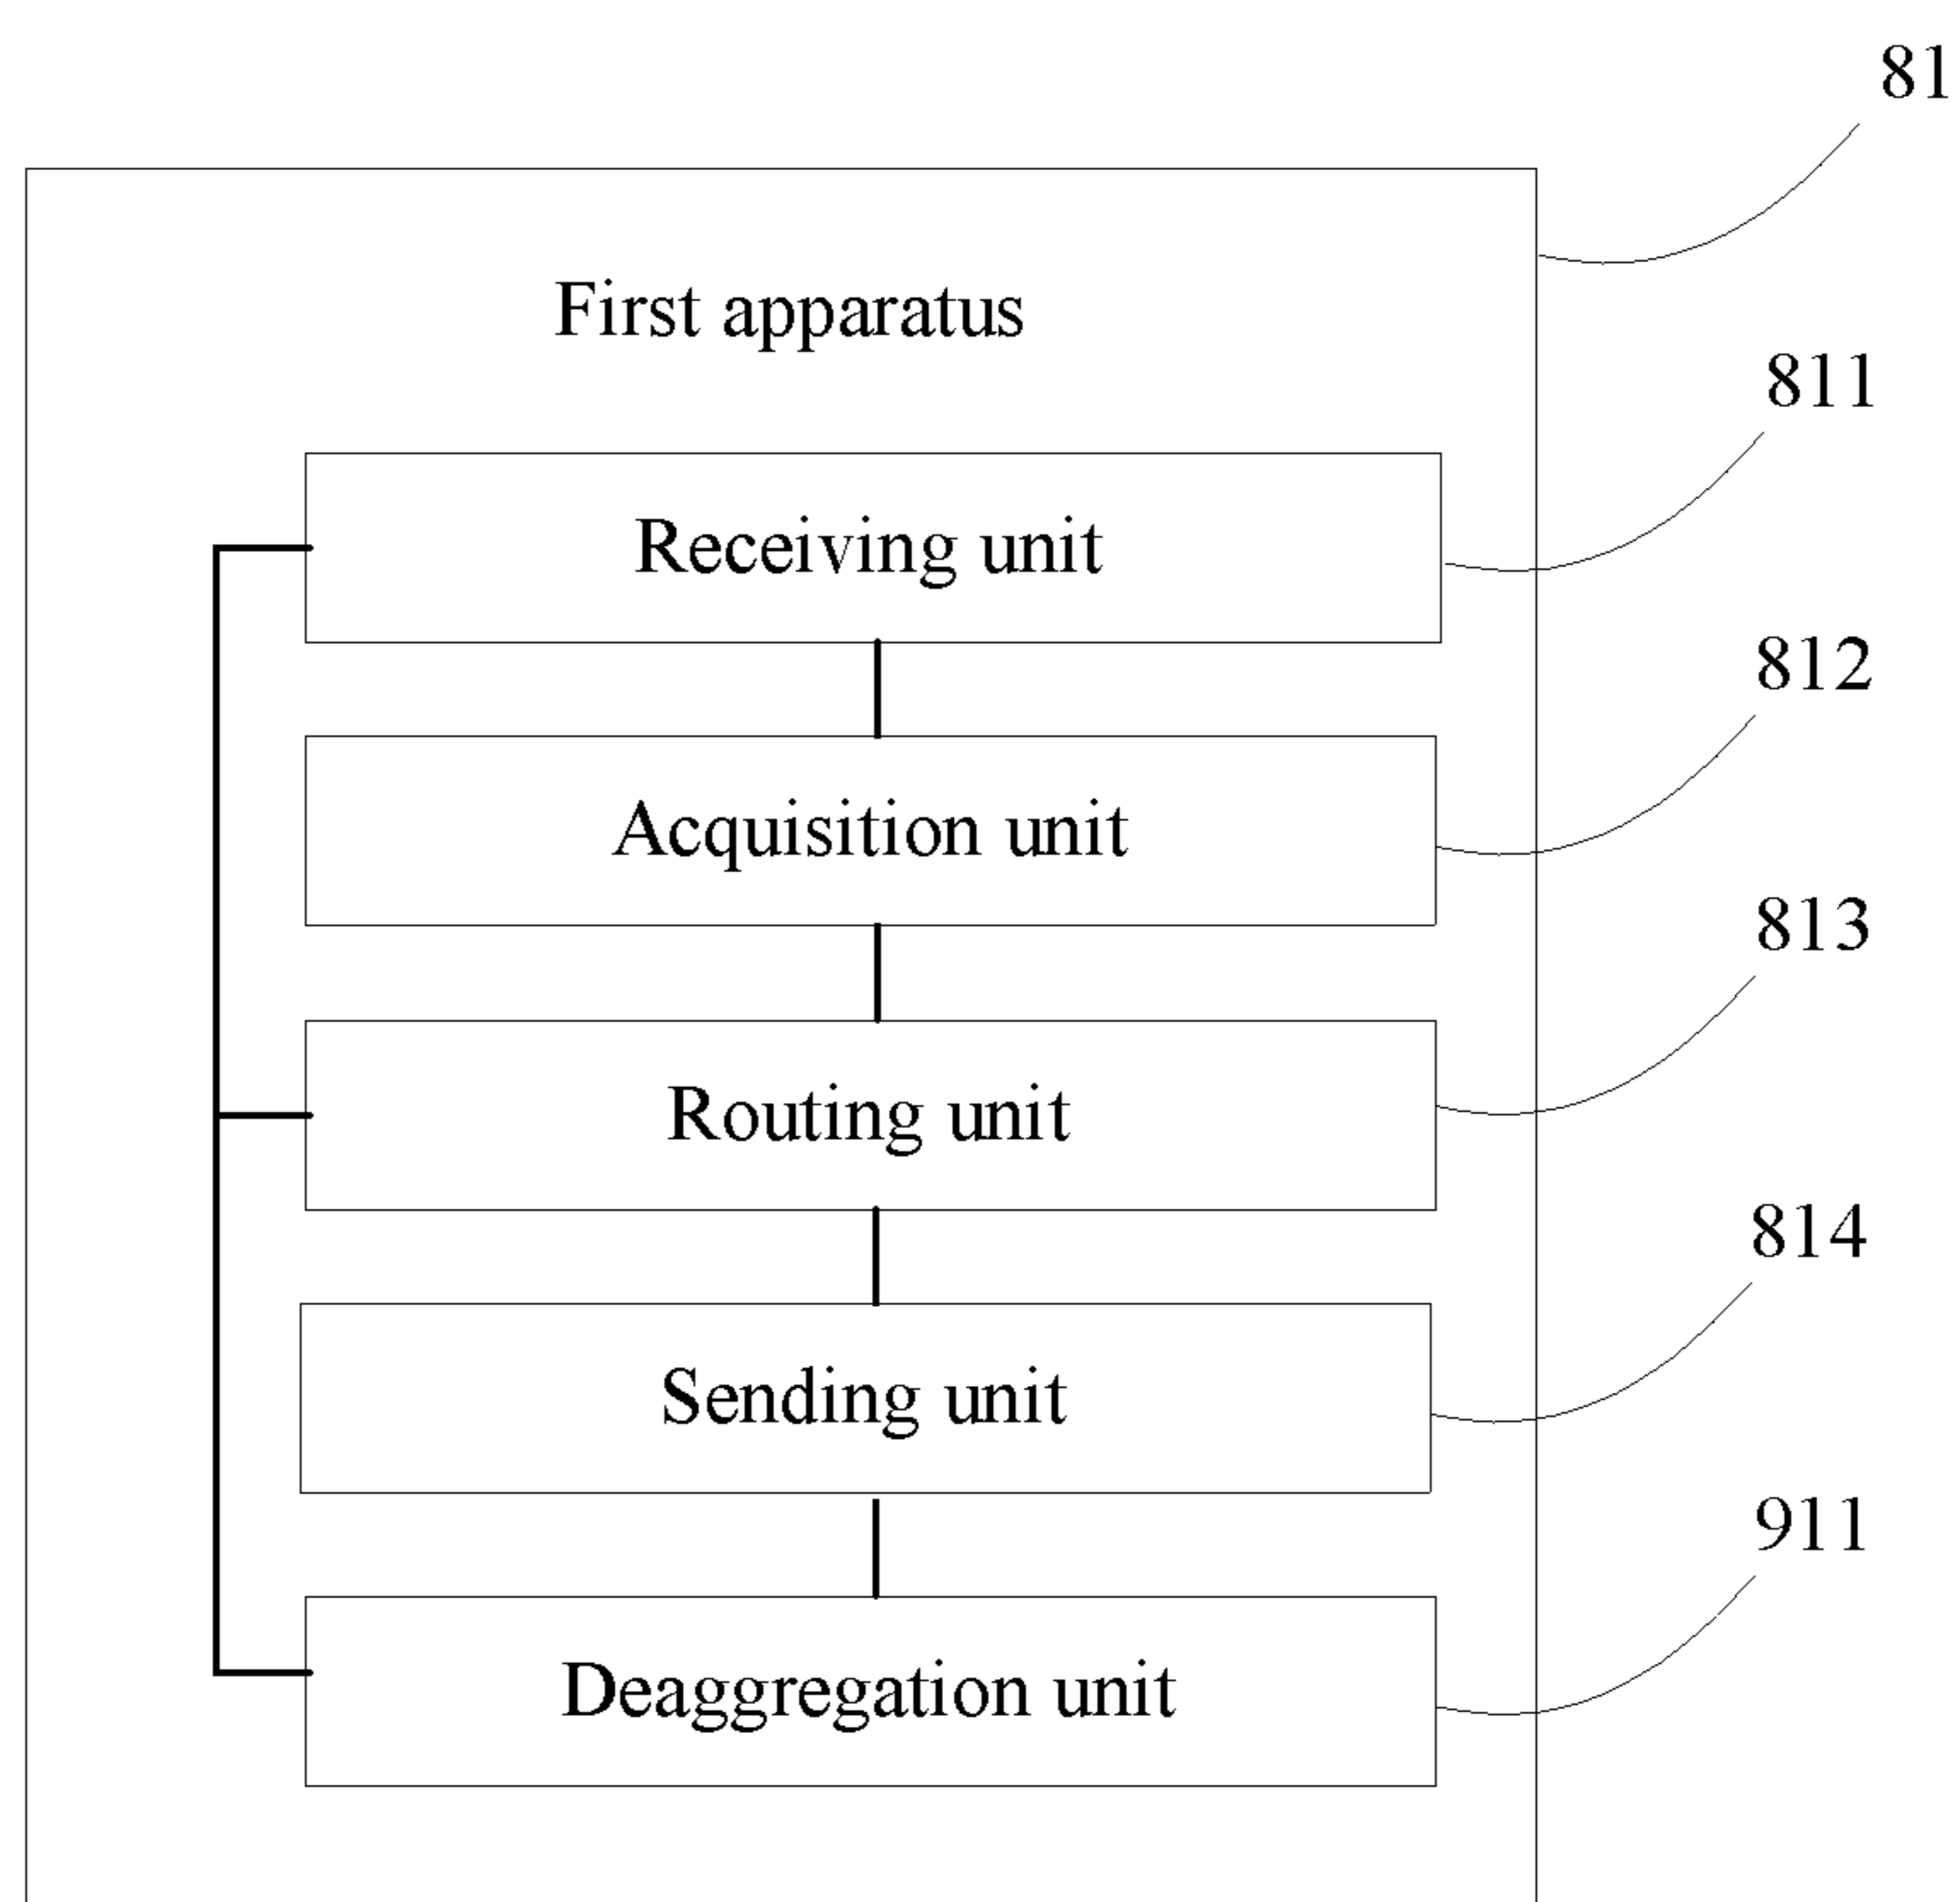 81
First apparatus
811
Receiving unit
812
Acquisition unit
813
Routing unit
814
Sending unit
911
Deaggregation unit